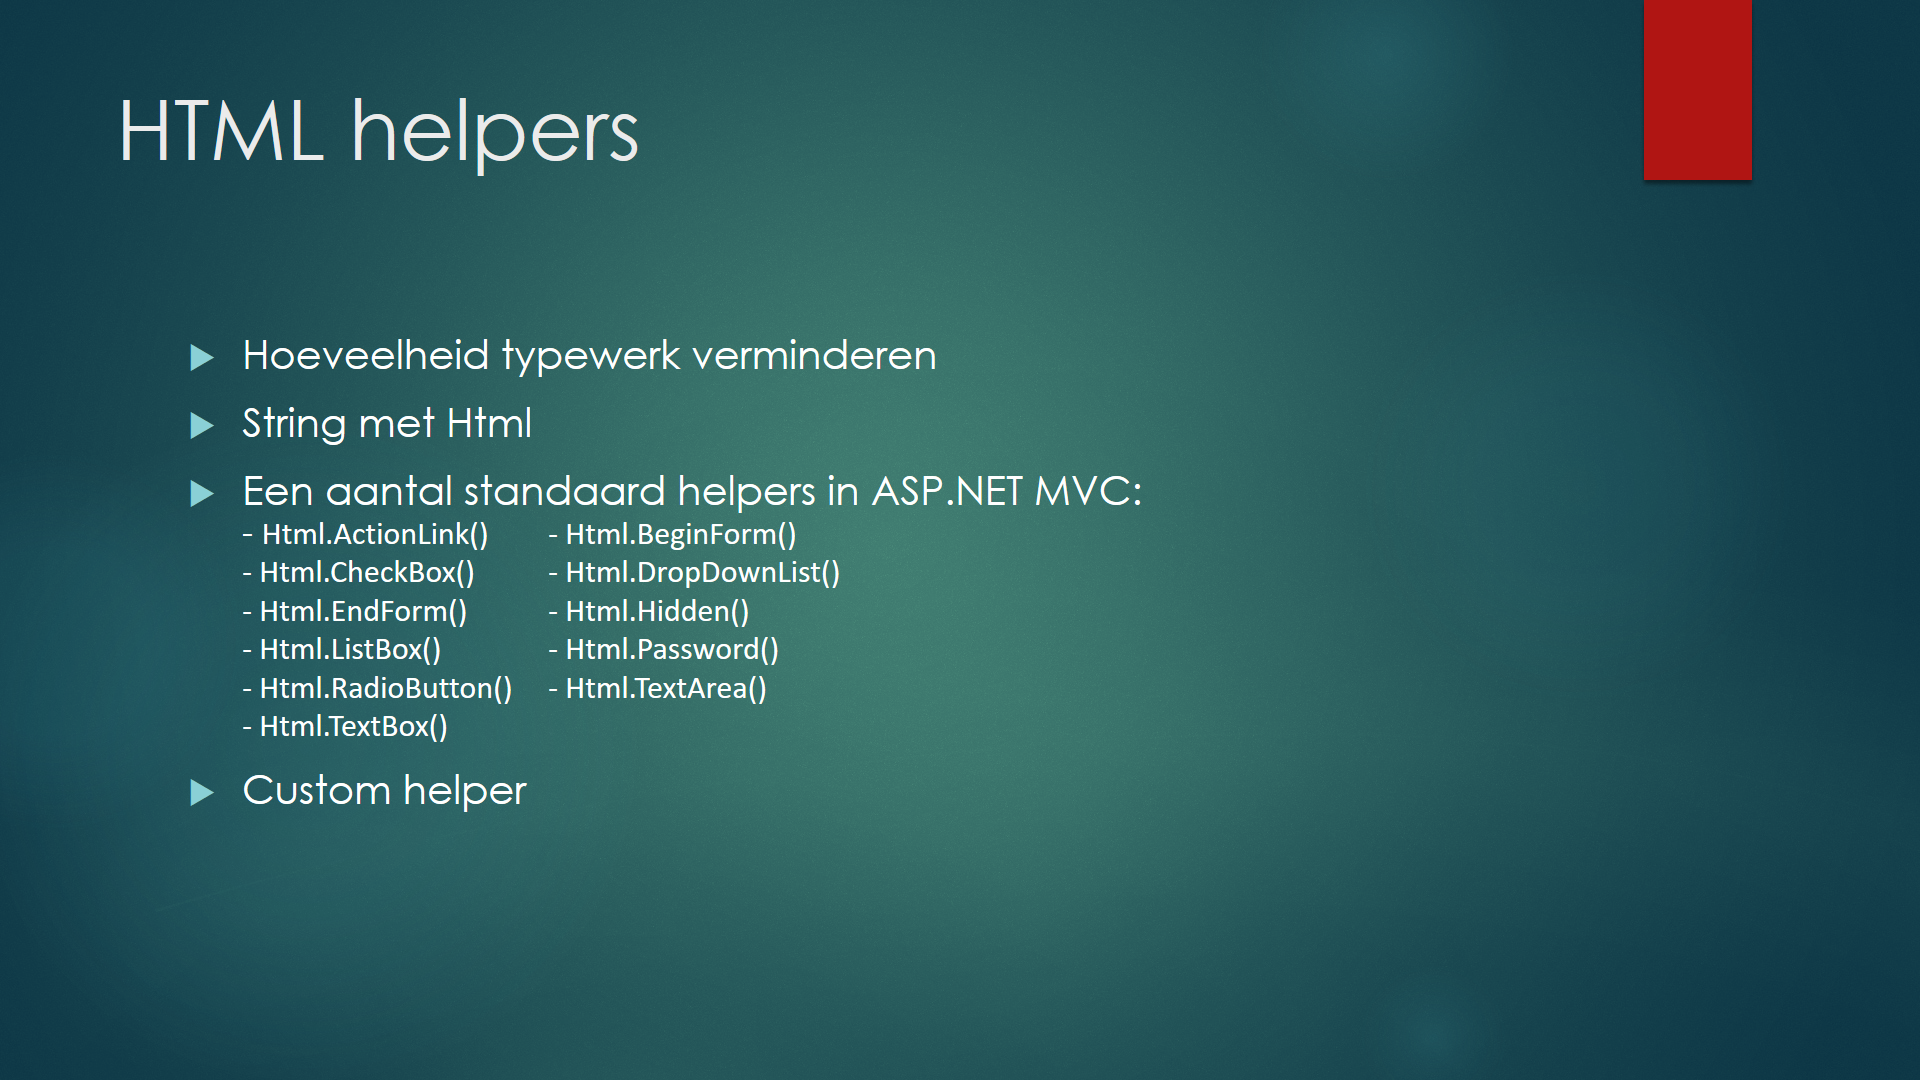 HTML helpers
Hoeveelheid typewerk verminderen
String met Html
Een aantal standaard helpers in ASP.NET MVC:
- Html.ActionLink() - Html.BeginForm()
- Html.CheckBox() - Html.DropDownList()
- Html.EndForm() - Html.Hidden()
- Html.ListBox() - Html.Password()
- Html.RadioButton() - Html.TextArea()
- Html.TextBox()
Custom helper